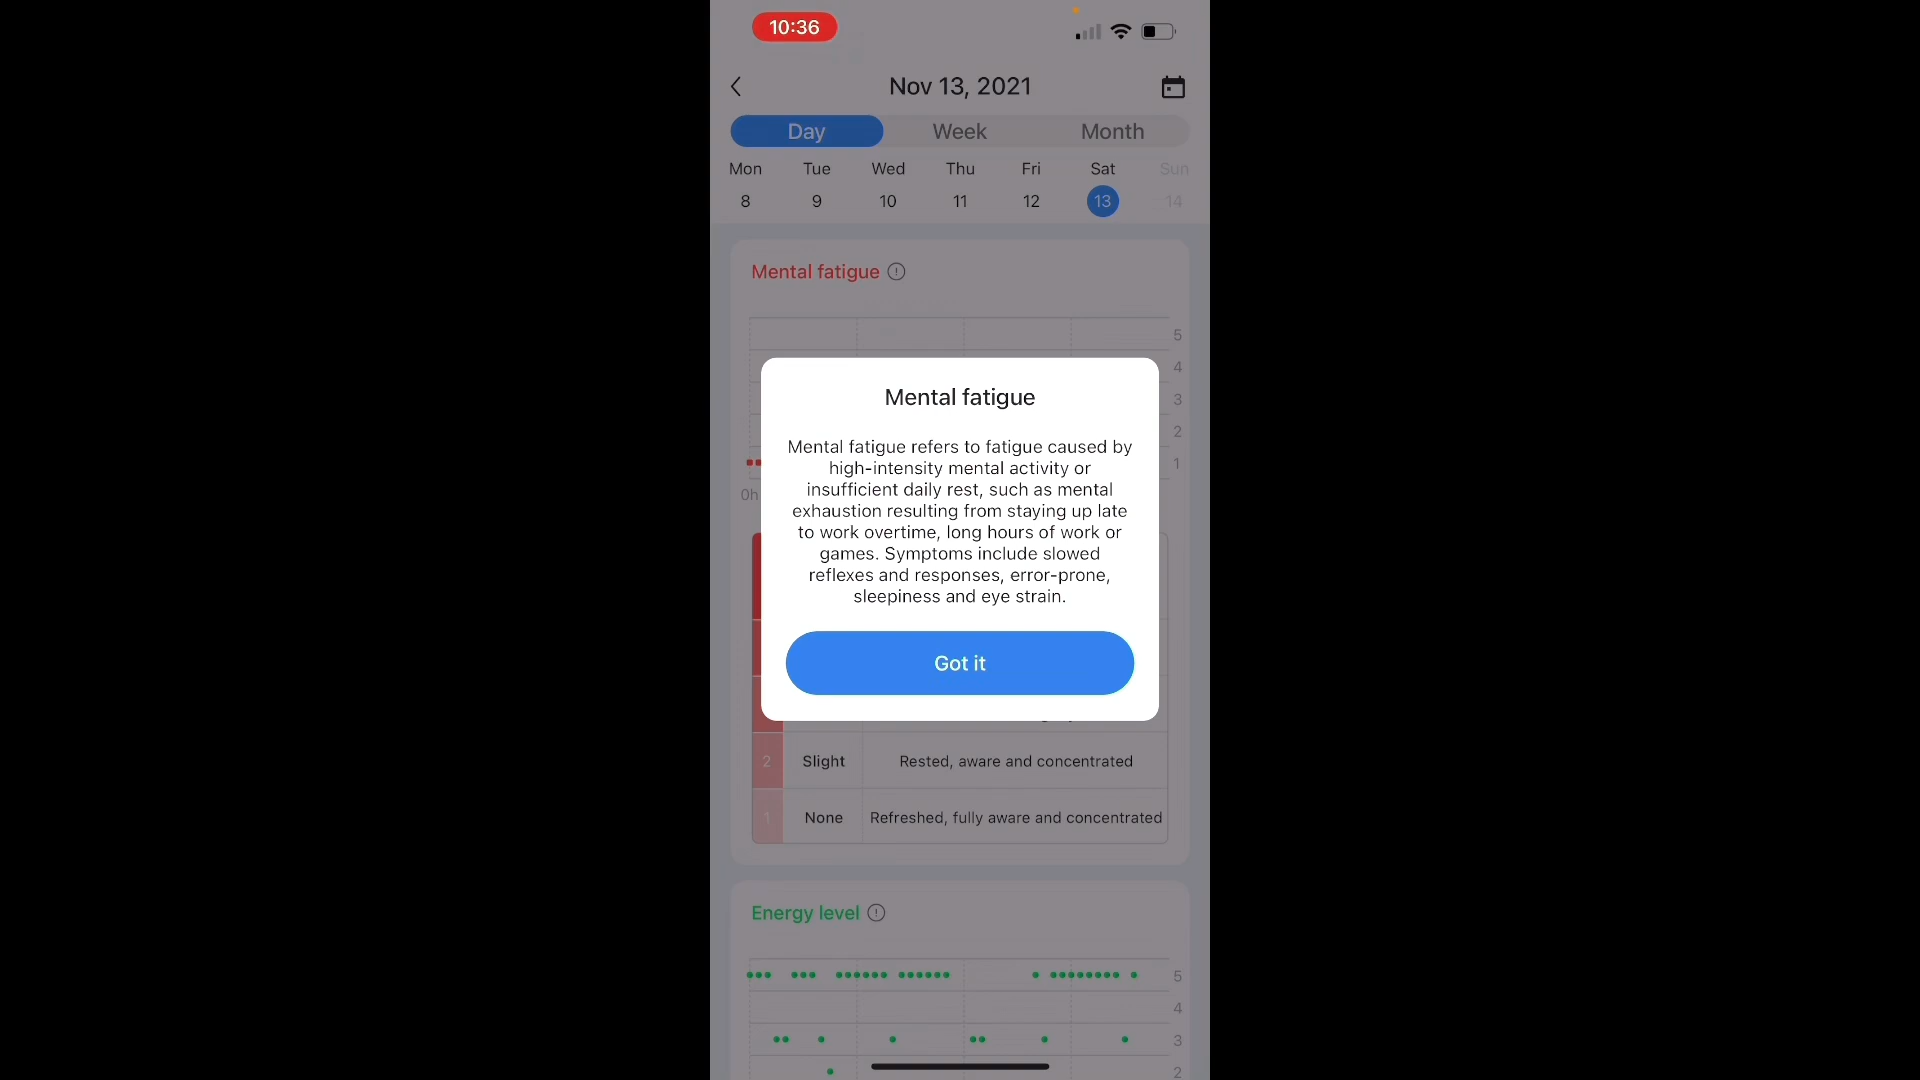 10:36
Nov 13, 2021
Day Week Month
Mon Tue Wed Thu Fri Sat Sun
8 9 10 11 12 13 14
Mental fatigue
5
4
3
2
1
0h
Mental fatigue
Mental fatigue refers to fatigue caused by
high-intensity mental activity or
insufficient daily rest, such as mental
exhaustion resulting from staying up late
to work overtime, long hours of work or
games. Symptoms include slowed
reflexes and responses, error-prone,
sleepiness and eye strain.
Got it
2 Slight Rested, aware and concentrated
1 None Refreshed, fully aware and concentrated
Energy level
5
4
3
2